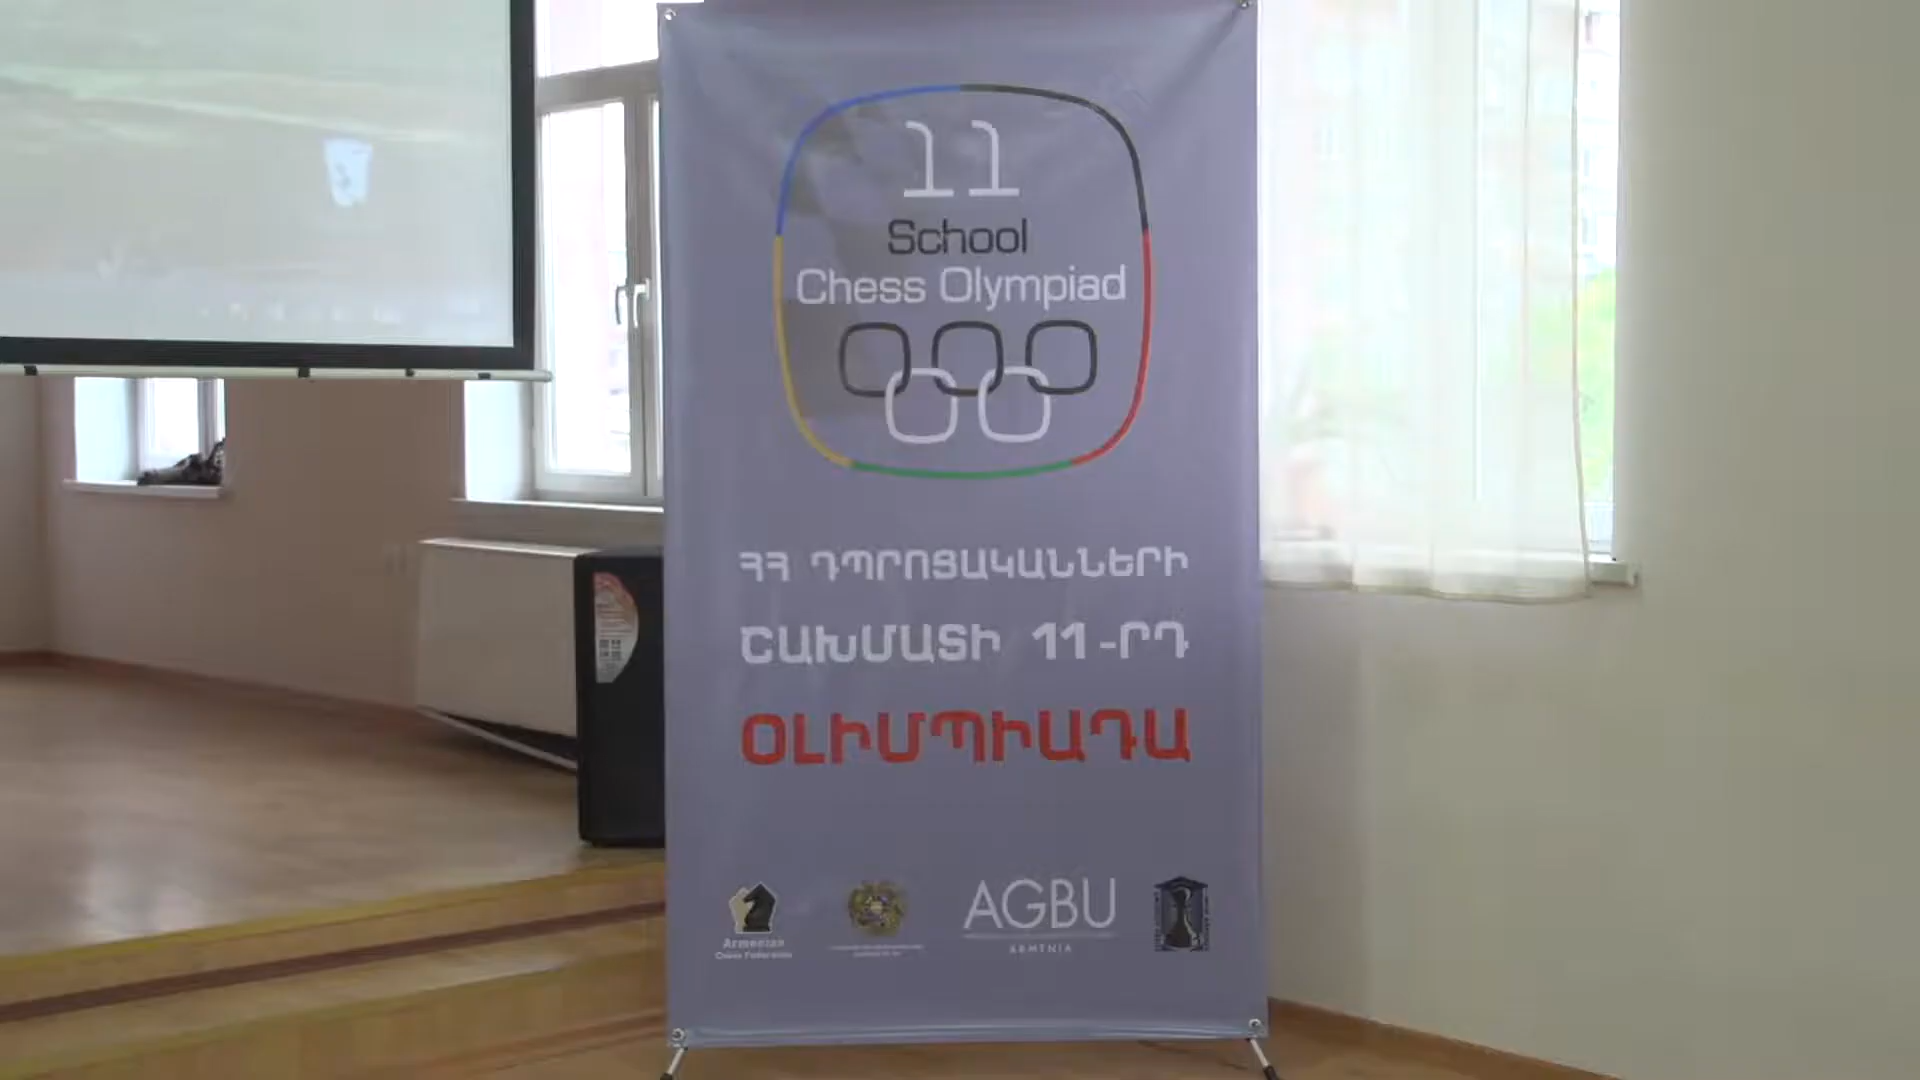 11
School
Chess Olympiad
ՀՀ ԴՊՐՈՑԱԿԱՆՆԵՐԻ
ՇԱԽՄԱՏԻ 11-ՐԴ
ՕԼԻՄՊԻԱԴԱ
Armenian
Chess Federation
AGBU
ARMENIA